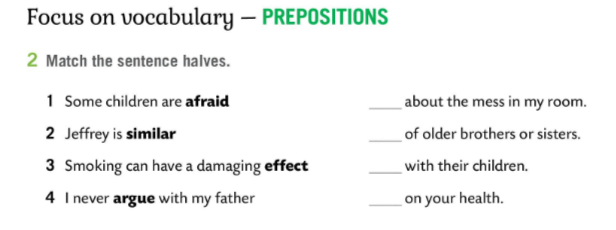 Focus on vocabulary – PREPOSITIONS
2 Match the sentence halves.
1 Some children are afraid ____ about the mess in my room.
2 Jeffrey is similar ____ of older brothers or sisters.
3 Smoking can have a damaging effect ____ with their children.
4 I never argue with my father ____ on your health.